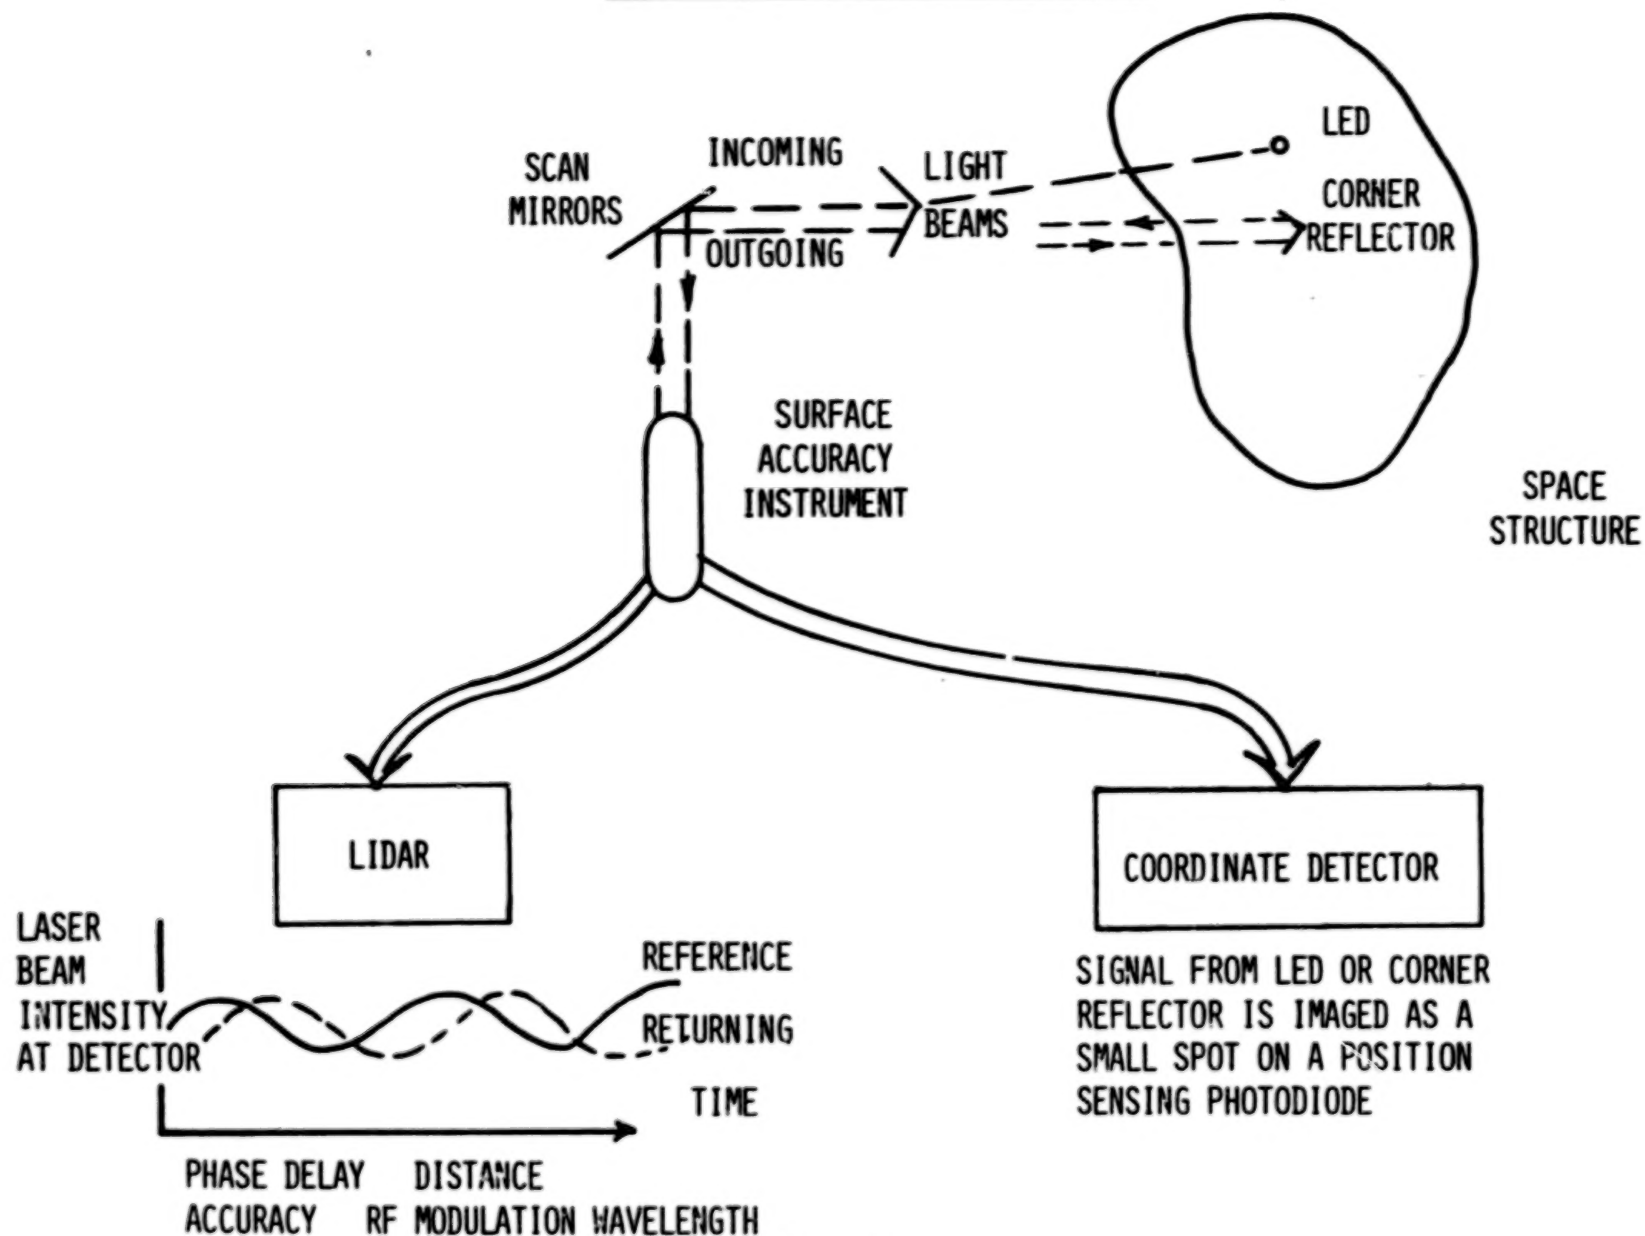 LED
INCOMING
SCAN
MIRRORS
LIGHT
BEAMS
CORNER
REFLECTOR
OUTGOING
SURFACE
ACCURACY
INSTRUMENT
SPACE
STRUCTURE
LIDAR
COORDINATE DETECTOR
LASER
BEAM
INTENSITY
AT DETECTOR
REFERENCE
RETURNING
TIME
PHASE DELAY DISTANCE
ACCURACY RF MODULATION WAVELENGTH
SIGNAL FROM LED OR CORNER
REFLECTOR IS IMAGED AS A
SMALL SPOT ON A POSITION
SENSING PHOTODIODE